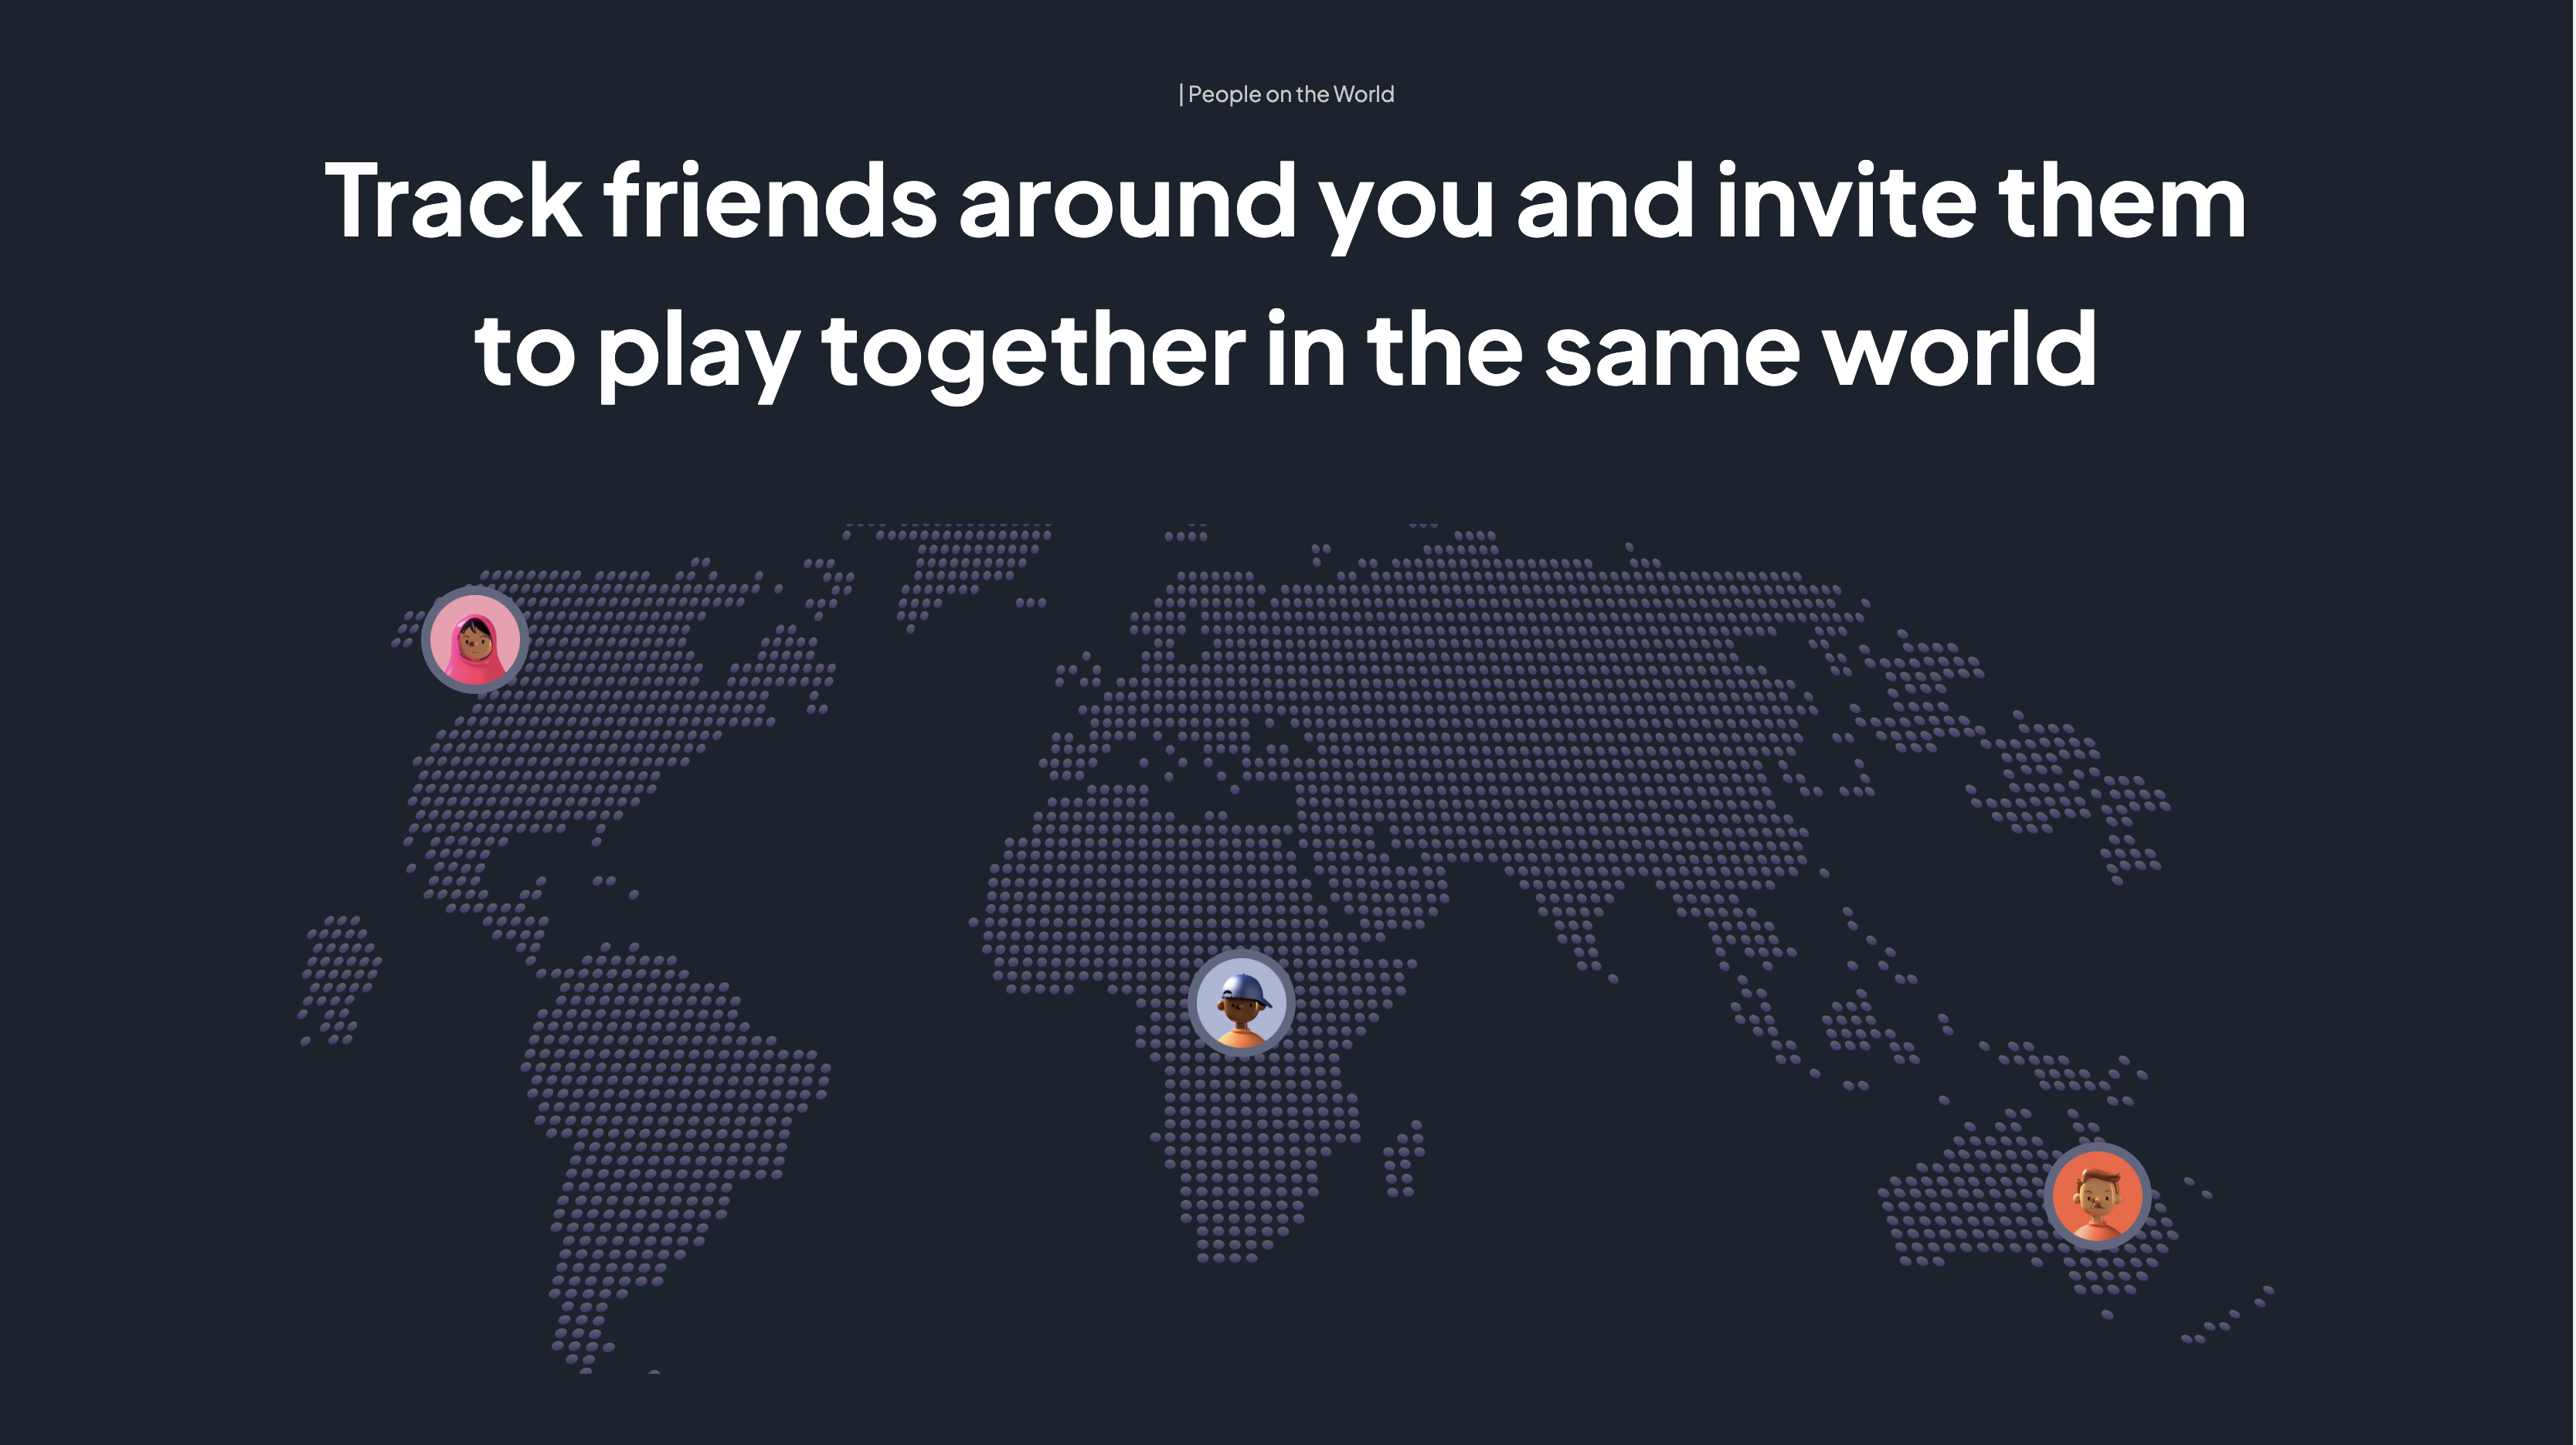 | People on the World
Track friends around you and invite them
to play together in the same world